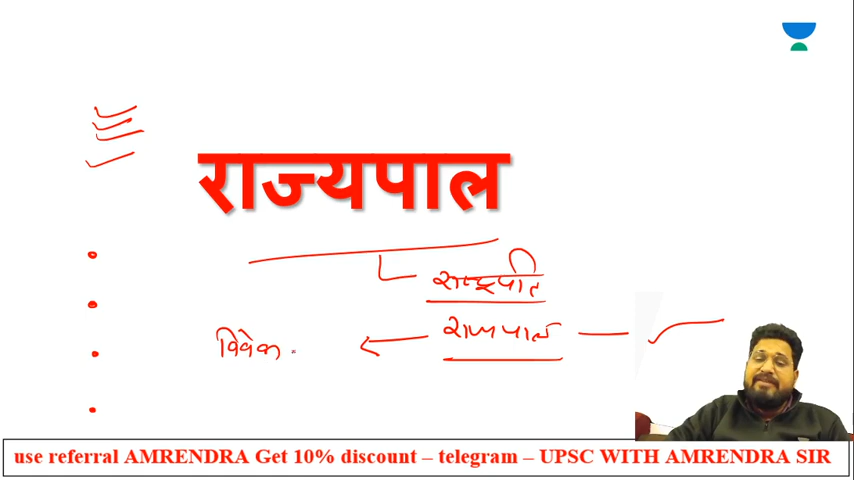 राज्यपाल
राष्ट्रपति
राज्यपाल
विवेक
use referral AMRENDRA Get 10% discount – telegram – UPSC WITH AMRENDRA SIR